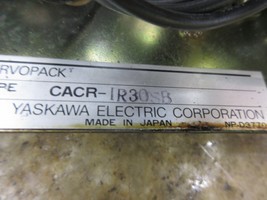 RVOPACK
PE CACR-IR30SB
YASKAWA ELECTRIC CORPORATION
MADE IN JAPAN